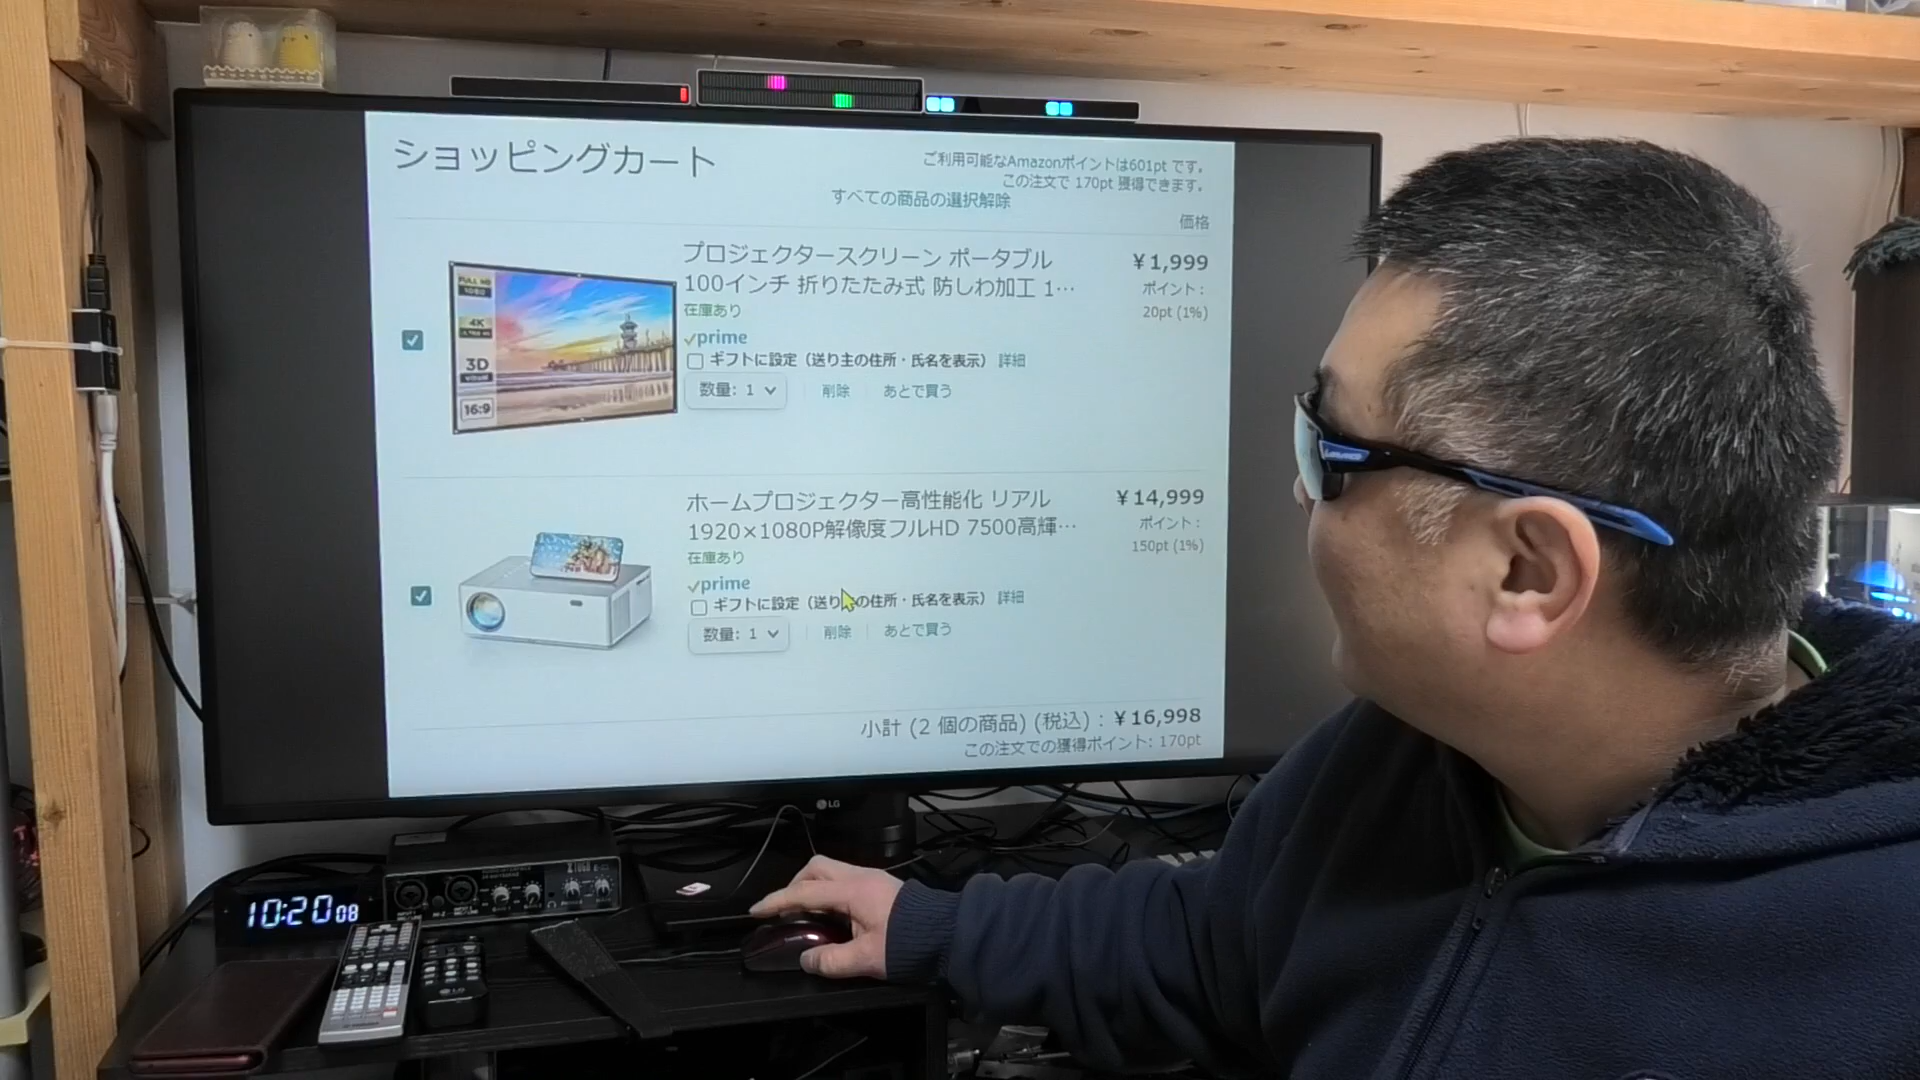 ショッピングカート
ご利用可能なAmazonポイントは601pt です。
この注文で 170pt 獲得できます。
すべての商品の選択解除
価格
プロジェクタースクリーン ポータブル
100インチ 折りたたみ式 防しわ加工 1…
¥1,999
ポイント:
20pt (1%)
在庫あり
prime
ギフトに設定（送り主の住所・氏名を表示） 詳細
数量: 1
削除
あとで買う
FULL HD
1080
4K
3D
16:9
ホームプロジェクター高性能化 リアル
1920×1080P解像度フルHD 7500高輝…
¥14,999
ポイント:
150pt (1%)
在庫あり
prime
ギフトに設定（送り主の住所・氏名を表示） 詳細
数量: 1
削除
あとで買う
小計 (2 個の商品) (税込) : ¥16,998
この注文での獲得ポイント: 170pt
LG
10:20 08
LG